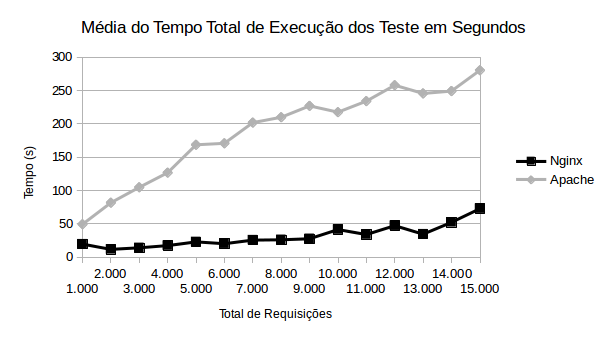 Média do Tempo Total de Execução dos Teste em Segundos
300
250
200
150
100
50
0
Tempo (s)
Nginx
Apache
2.000 4.000 6.000 8.000 10.000 12.000 14.000
1.000 3.000 5.000 7.000 9.000 11.000 13.000 15.000
Total de Requisições